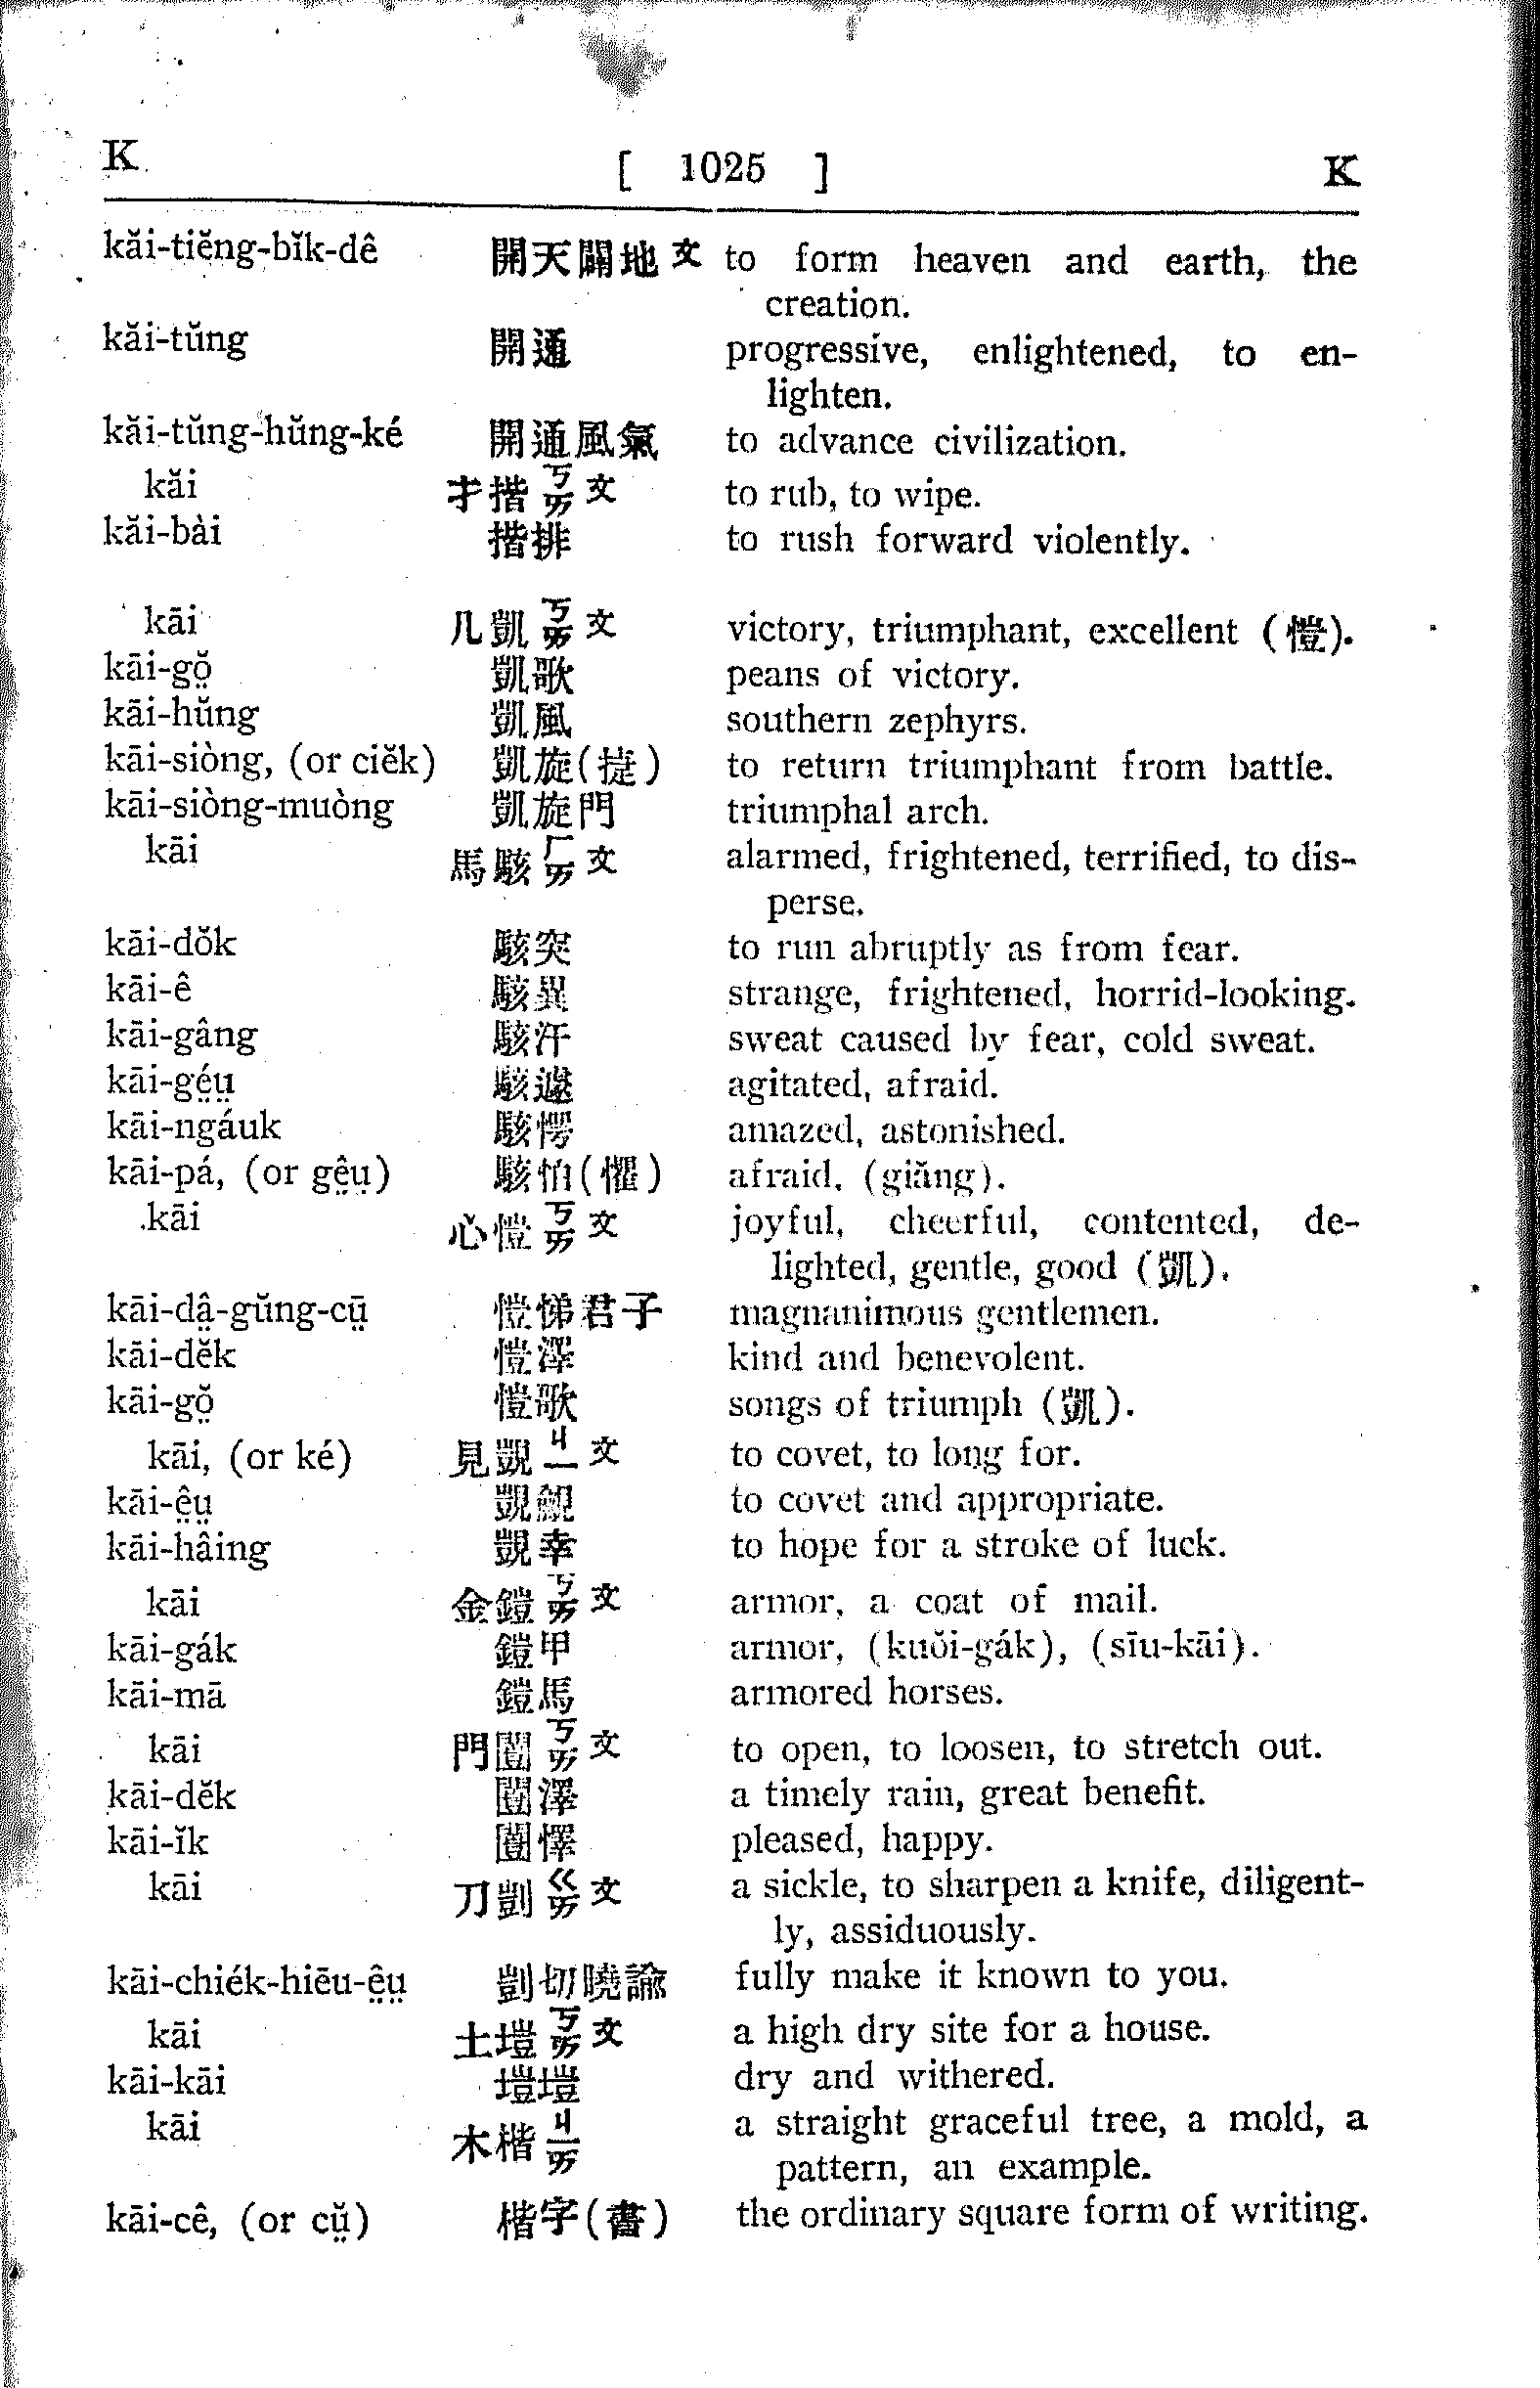 K [ 1025 ] K
kăi-tiĕng-bĭk-dê 開天闢地 文 to form heaven and earth, the
creation.
kăi-tŭng 開通 progressive, enlightened, to en-
lighten.
kăi-tŭng-hŭng-ké 開通風氣 to advance civilization.
kăi 扌揩 ㄎㄞ 文 to rub, to wipe.
kăi-bài 揩排 to rush forward violently.
kāi 几凱 ㄎㄞ 文 victory, triumphant, excellent (愷).
kāi-gŏ̤ 凱歌 peans of victory.
kāi-hŭng 凱風 southern zephyrs.
kāi-siòng, (or ciĕk) 凱旋(捷) to return triumphant from battle.
kāi-siòng-muòng 凱旋門 triumphal arch.
kāi 馬駭 ㄏㄞ 文 alarmed, frightened, terrified, to dis-
perse.
kāi-dŏk 駭突 to run abruptly as from fear.
kāi-ê 駭異 strange, frightened, horrid-looking.
kāi-gâng 駭汗 sweat caused by fear, cold sweat.
kāi-gé̤ṳ 駭遽 agitated, afraid.
kāi-ngáuk 駭愕 amazed, astonished.
kāi-pá, (or gê̤ṳ) 駭怕(懼) afraid, (giăng).
kāi 心愷 ㄎㄞ 文 joyful, cheerful, contented, de-
lighted, gentle, good (凱).
kāi-dâ̤-gŭng-cṳ̄ 愷悌君子 magnanimous gentlemen.
kāi-dĕk 愷澤 kind and benevolent.
kāi-gŏ̤ 愷歌 songs of triumph (凱).
kāi, (or ké) 見覬 ㄐㄧ 文 to covet, to long for.
kāi-ê̤ṳ 覬覦 to covet and appropriate.
kāi-hâing 覬幸 to hope for a stroke of luck.
kāi 金鎧 ㄎㄞ 文 armor, a coat of mail.
kāi-gák 鎧甲 armor, (kuŏi-gák), (sīu-kāi).
kāi-mā 鎧馬 armored horses.
kāi 門闓 ㄎㄞ 文 to open, to loosen, to stretch out.
kāi-dĕk 闓澤 a timely rain, great benefit.
kāi-ĭk 闓懌 pleased, happy.
kāi 刀剴 ㄍㄞ 文 a sickle, to sharpen a knife, diligent-
ly, assiduously.
kāi-chiék-hiēu-ê̤ṳ 剴切曉諭 fully make it known to you.
kāi 土塏 ㄎㄞ 文 a high dry site for a house.
kāi-kāi 塏塏 dry and withered.
kāi 木楷 ㄐㄧㄞ a straight graceful tree, a mold, a
pattern, an example.
kāi-cê, (or cṳ̆) 楷字(書) the ordinary square form of writing.